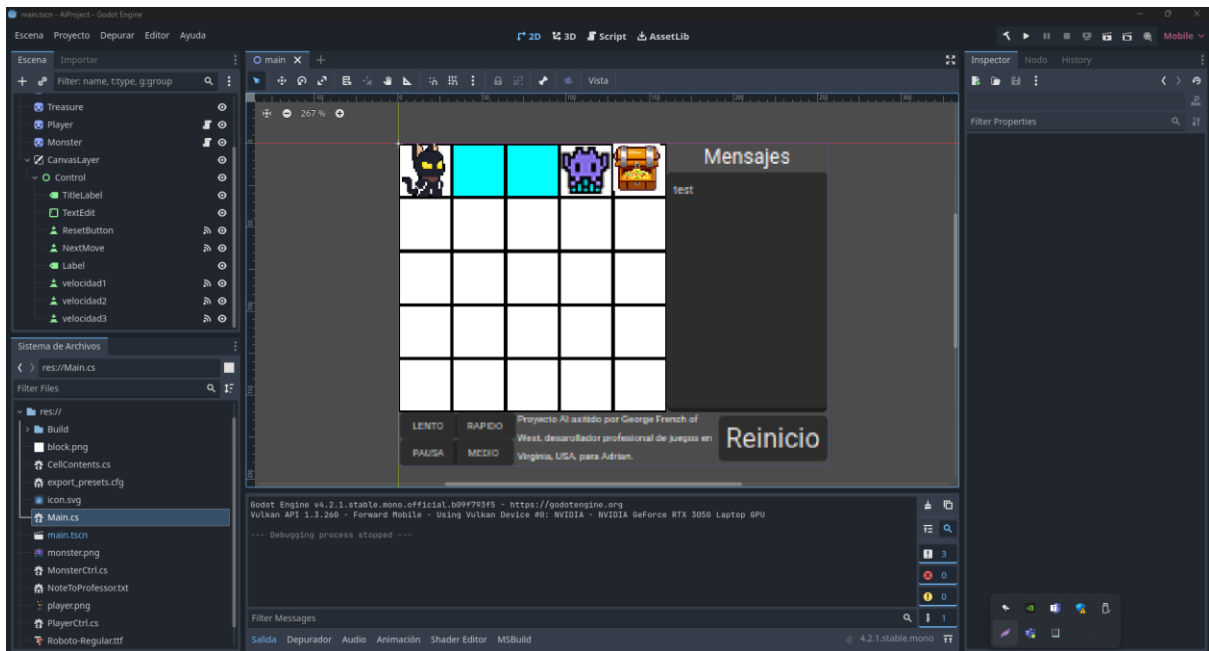 main.tscn - AiProject - Godot Engine
Escena Proyecto Depurar Editor Ayuda
2D 3D Script AssetLib
Mobile
Escena Importar
main
Inspector Nodo History
Filter: name, t:type, g:group
Vista
267 %
Filter Properties
Treasure
Player
Monster
CanvasLayer
Control
TitleLabel
TextEdit
ResetButton
NextMove
Label
velocidad1
velocidad2
velocidad3
Mensajes
test
LENTO RAPIDO
PAUSA MEDIO
Proyecto AI asitido por George French of
West, desarollador profesional de juegos en
Virginia, USA, para Adrian.
Reinicio
Sistema de Archivos
res://Main.cs
Filter Files
res://
Build
block.png
CellContents.cs
export_presets.cfg
icon.svg
Main.cs
main.tscn
monster.png
MonsterCtrl.cs
NoteToProfessor.txt
player.png
PlayerCtrl.cs
Roboto-Regular.ttf
Godot Engine v4.2.1.stable.mono.official.b09f793f5 - https://godotengine.org
Vulkan API 1.3.260 - Forward Mobile - Using Vulkan Device #0: NVIDIA - NVIDIA GeForce RTX 3050 Laptop GPU
--- Debugging process stopped ---
3
0
0
1
Filter Messages
Salida Depurador Audio Animación Shader Editor MSBuild
4.2.1.stable.mono